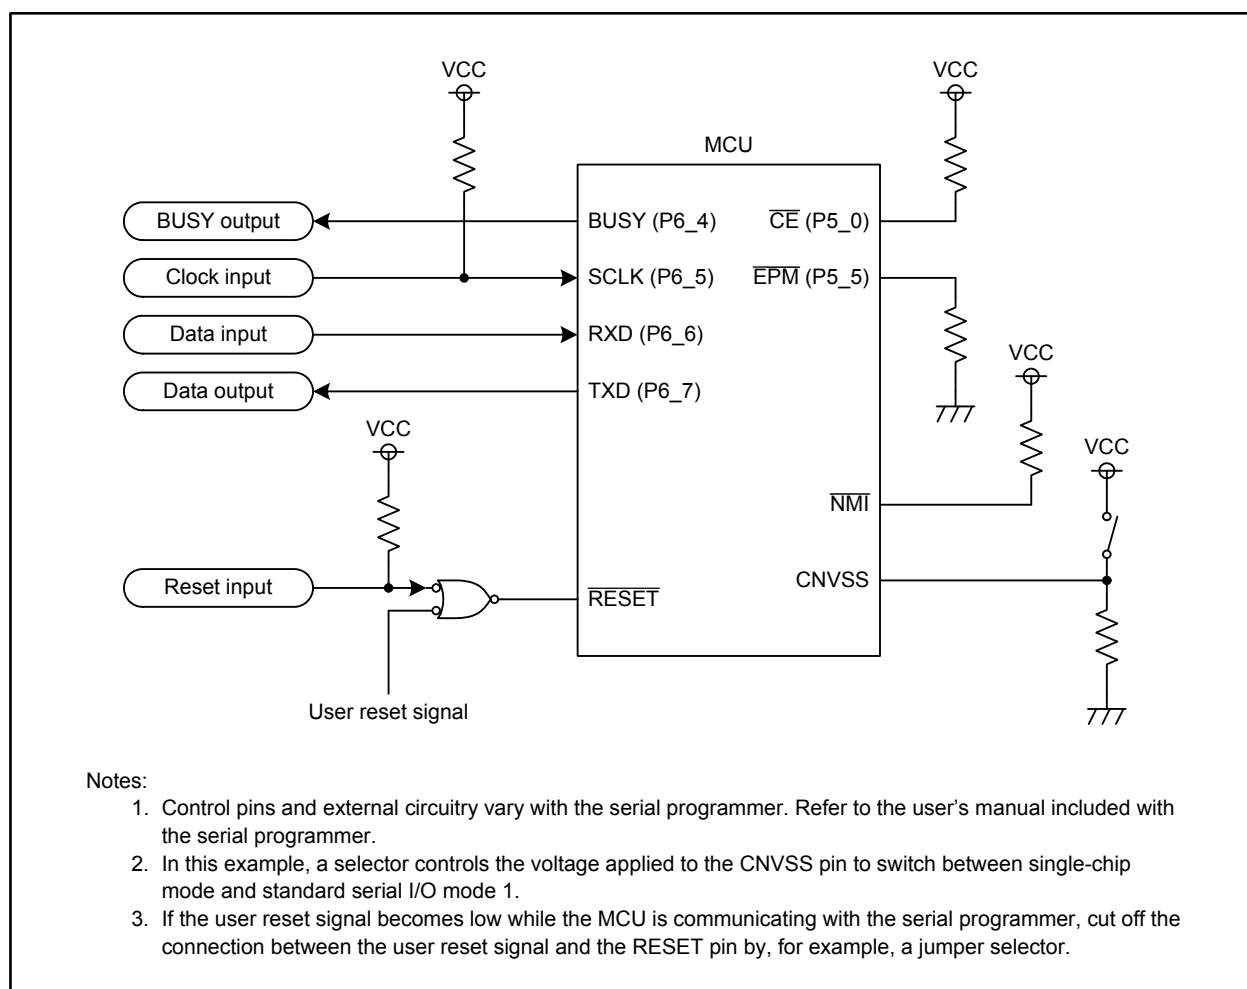 VCC
VCC
MCU
BUSY output
BUSY (P6_4)
CE (P5_0)
Clock input
SCLK (P6_5)
EPM (P5_5)
Data input
RXD (P6_6)
VCC
Data output
TXD (P6_7)
VCC
VCC
NMI
Reset input
CNVSS
RESET
User reset signal
Notes:
1. Control pins and external circuitry vary with the serial programmer. Refer to the user’s manual included with
the serial programmer.
2. In this example, a selector controls the voltage applied to the CNVSS pin to switch between single-chip
mode and standard serial I/O mode 1.
3. If the user reset signal becomes low while the MCU is communicating with the serial programmer, cut off the
connection between the user reset signal and the RESET pin by, for example, a jumper selector.